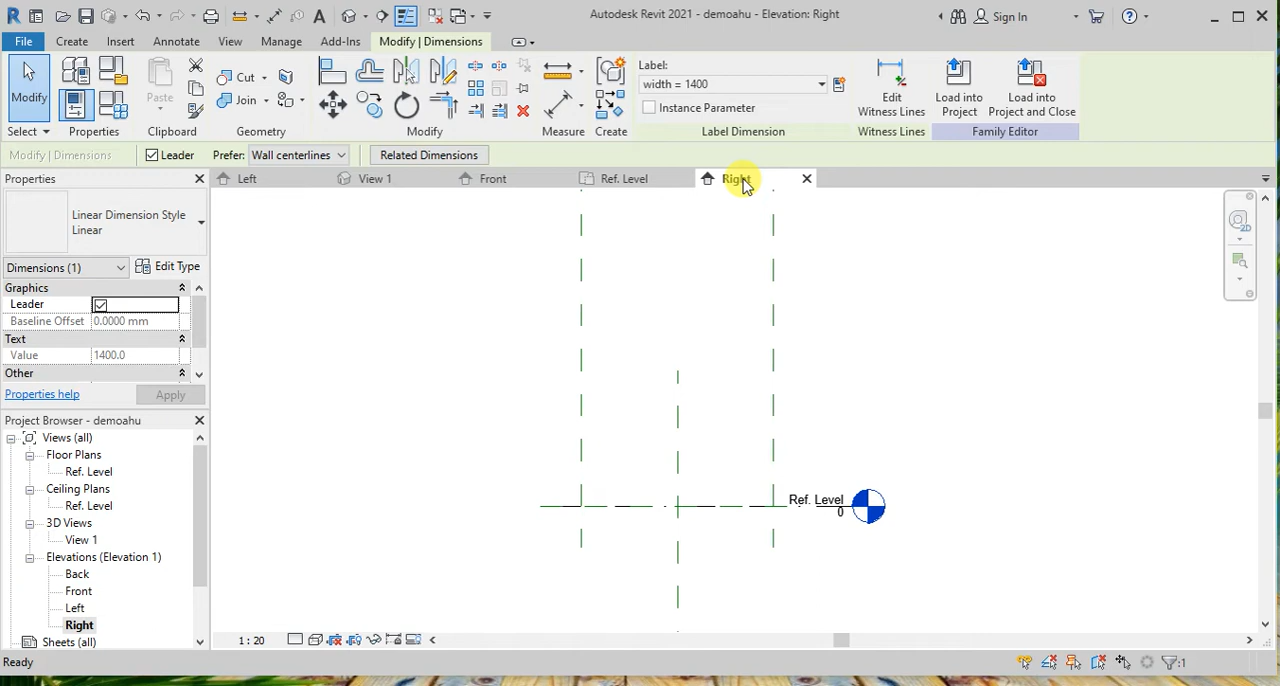 Autodesk Revit 2021 - demoahu - Elevation: Right
Sign In
File Create Insert Annotate View Manage Add-Ins Modify | Dimensions
Modify
Paste
Cut
Join
Label:
width = 1400
Instance Parameter
Edit
Witness Lines
Load into
Project
Load into
Project and Close
Select Properties Clipboard Geometry Modify Measure Create Label Dimension Witness Lines Family Editor
Modify | Dimensions Leader Prefer: Wall centerlines Related Dimensions
Properties
Left View 1 Front Ref. Level Right
Linear Dimension Style
Linear
Dimensions (1) Edit Type
Graphics
Leader
Baseline Offset 0.0000 mm
Text
Value 1400.0
Other
Properties help Apply
Project Browser - demoahu
Views (all)
Floor Plans
Ref. Level
Ceiling Plans
Ref. Level
3D Views
View 1
Elevations (Elevation 1)
Back
Front
Left
Right
Sheets (all)
Ref. Level
0
2D
1 : 20
Ready
:1